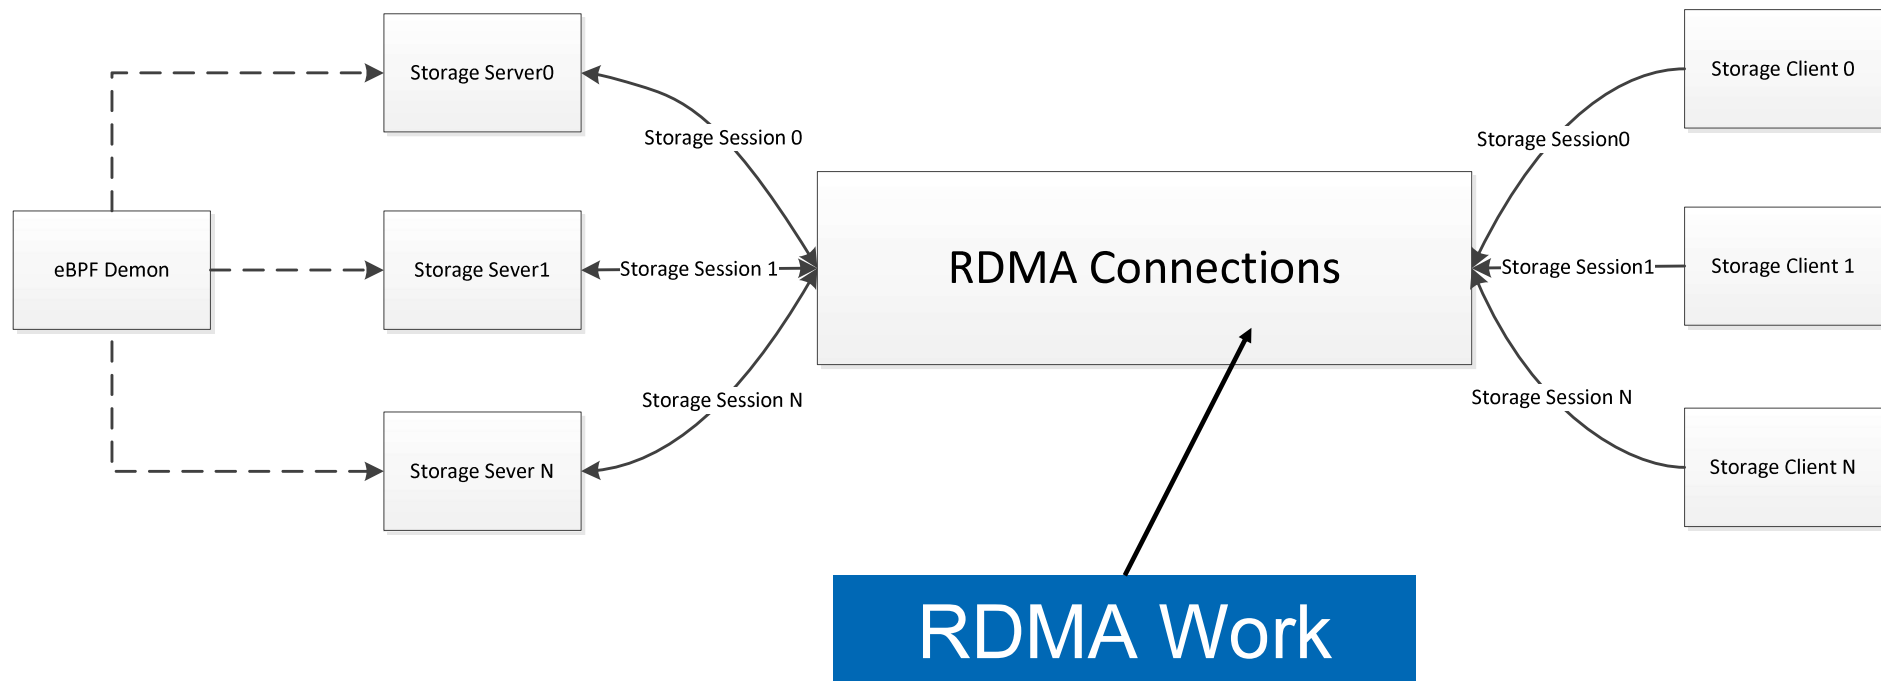 Storage Server0
Storage Client 0
Storage Session 0
Storage Session0
eBPF Demon
Storage Sever1
Storage Session 1
RDMA Connections
Storage Session1
Storage Client 1
Storage Session N
Storage Session N
Storage Sever N
Storage Client N
RDMA Work